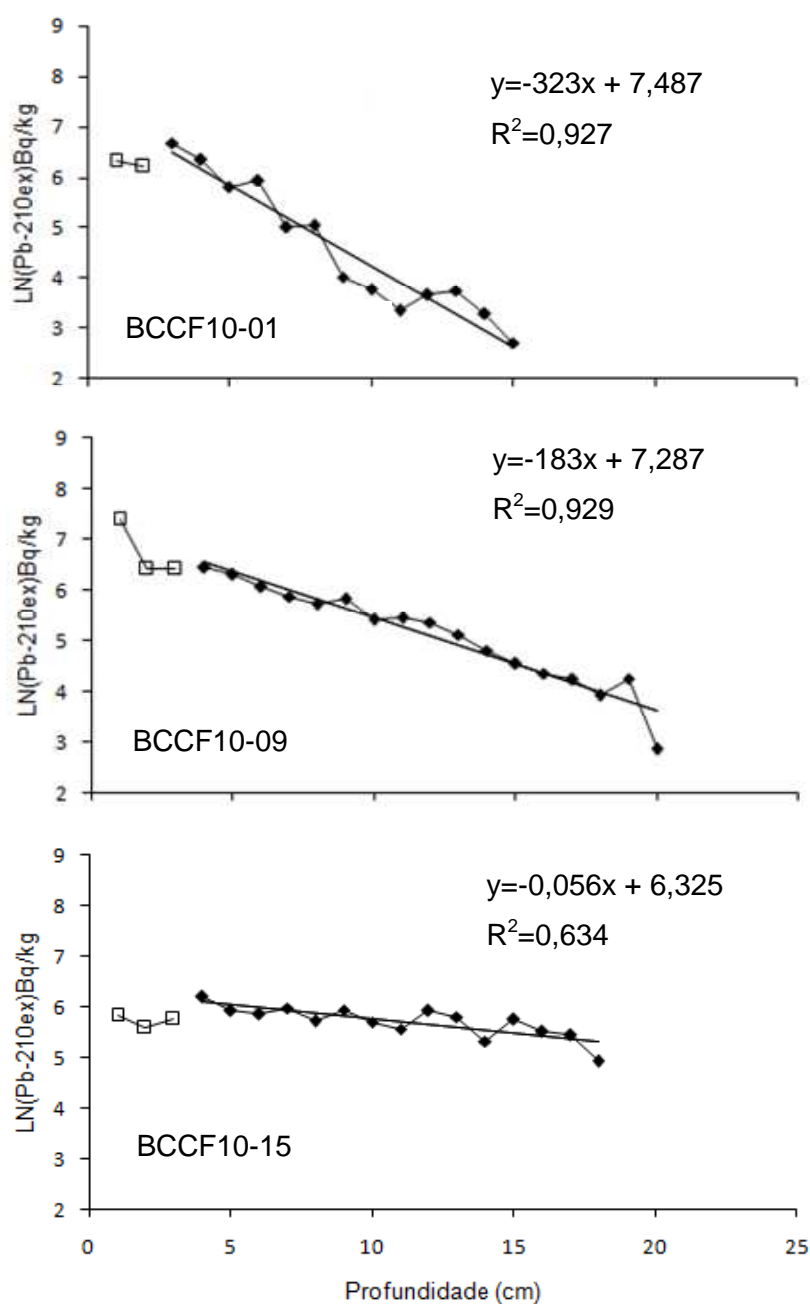 9
8
7
6
5
4
3
2
LN(Pb-210ex)Bq/kg
y=-323x + 7,487
R²=0,927
BCCF10-01
9
8
7
6
5
4
3
2
LN(Pb-210ex)Bq/kg
y=-183x + 7,287
R²=0,929
BCCF10-09
9
8
7
6
5
4
3
2
LN(Pb-210ex)Bq/kg
y=-0,056x + 6,325
R²=0,634
BCCF10-15
0 5 10 15 20 25
Profundidade (cm)